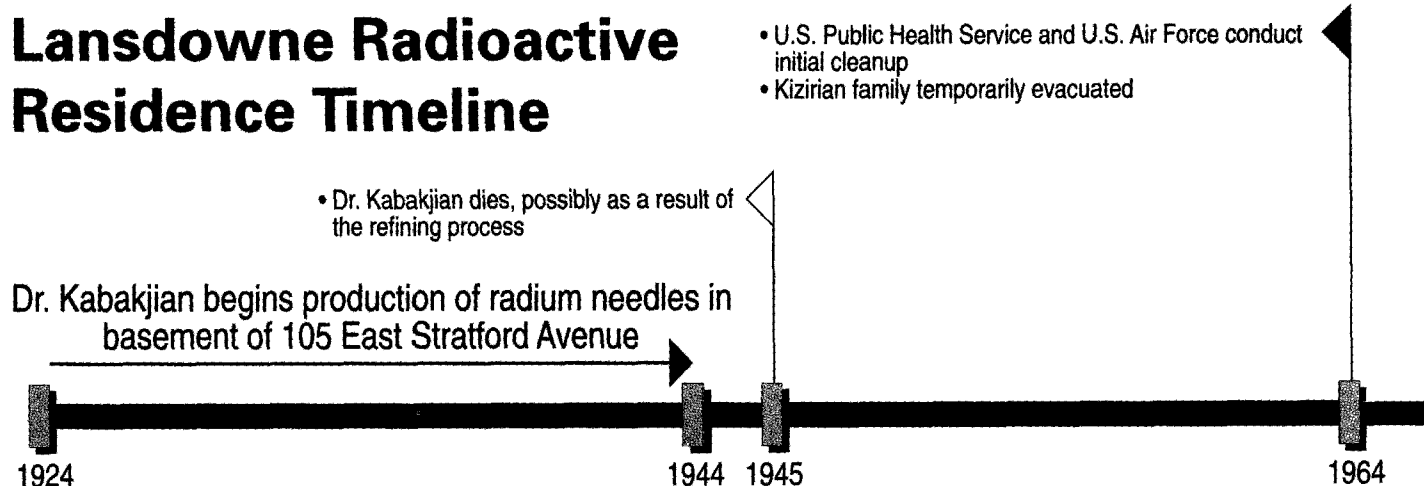 Lansdowne Radioactive
Residence Timeline
• U.S. Public Health Service and U.S. Air Force conduct
initial cleanup
• Kizirian family temporarily evacuated
• Dr. Kabakjian dies, possibly as a result of
the refining process
Dr. Kabakjian begins production of radium needles in
basement of 105 East Stratford Avenue
1924
1944
1945
1964